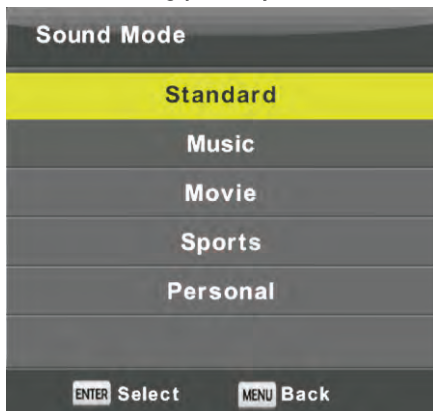 Sound Mode
Standard
Music
Movie
Sports
Personal
ENTER Select MENU Back